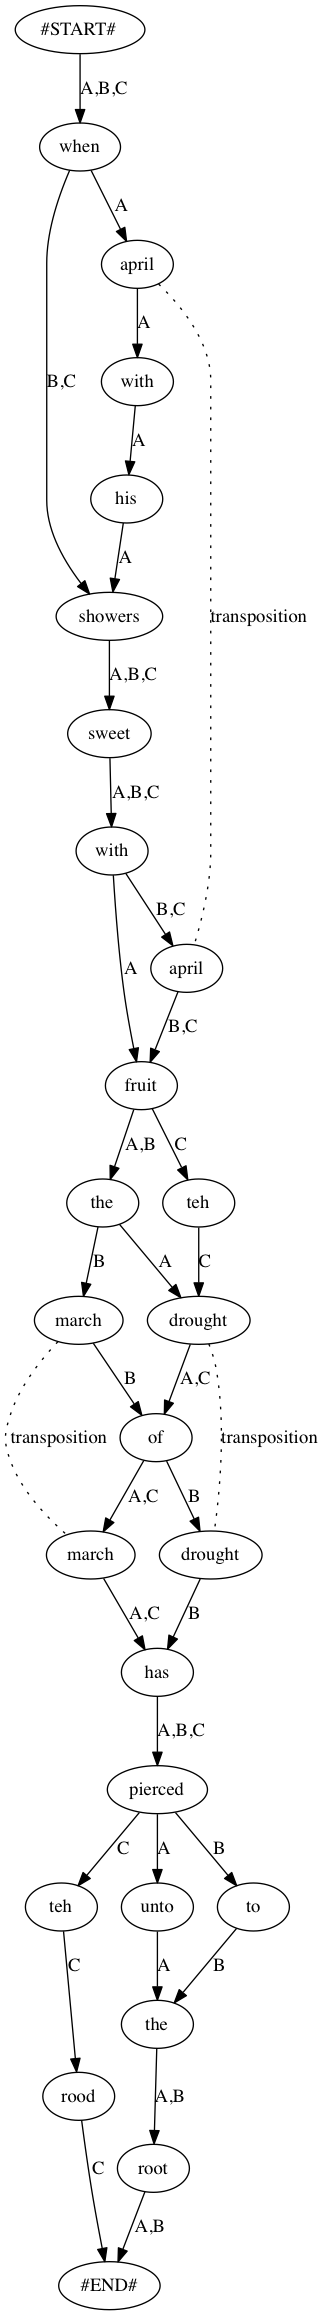 #START#
A,B,C
when
A
april
A
with
B,C
A
his
A
showers
transposition
A,B,C
sweet
A,B,C
with
B,C
A
april
B,C
fruit
A,B
C
the
teh
B
A
C
march
drought
B
A,C
transposition
of
transposition
A,C
B
march
drought
A,C
B
has
A,B,C
pierced
C
A
B
teh
unto
to
C
A
B
the
rood
A,B
root
C
A,B
#END#